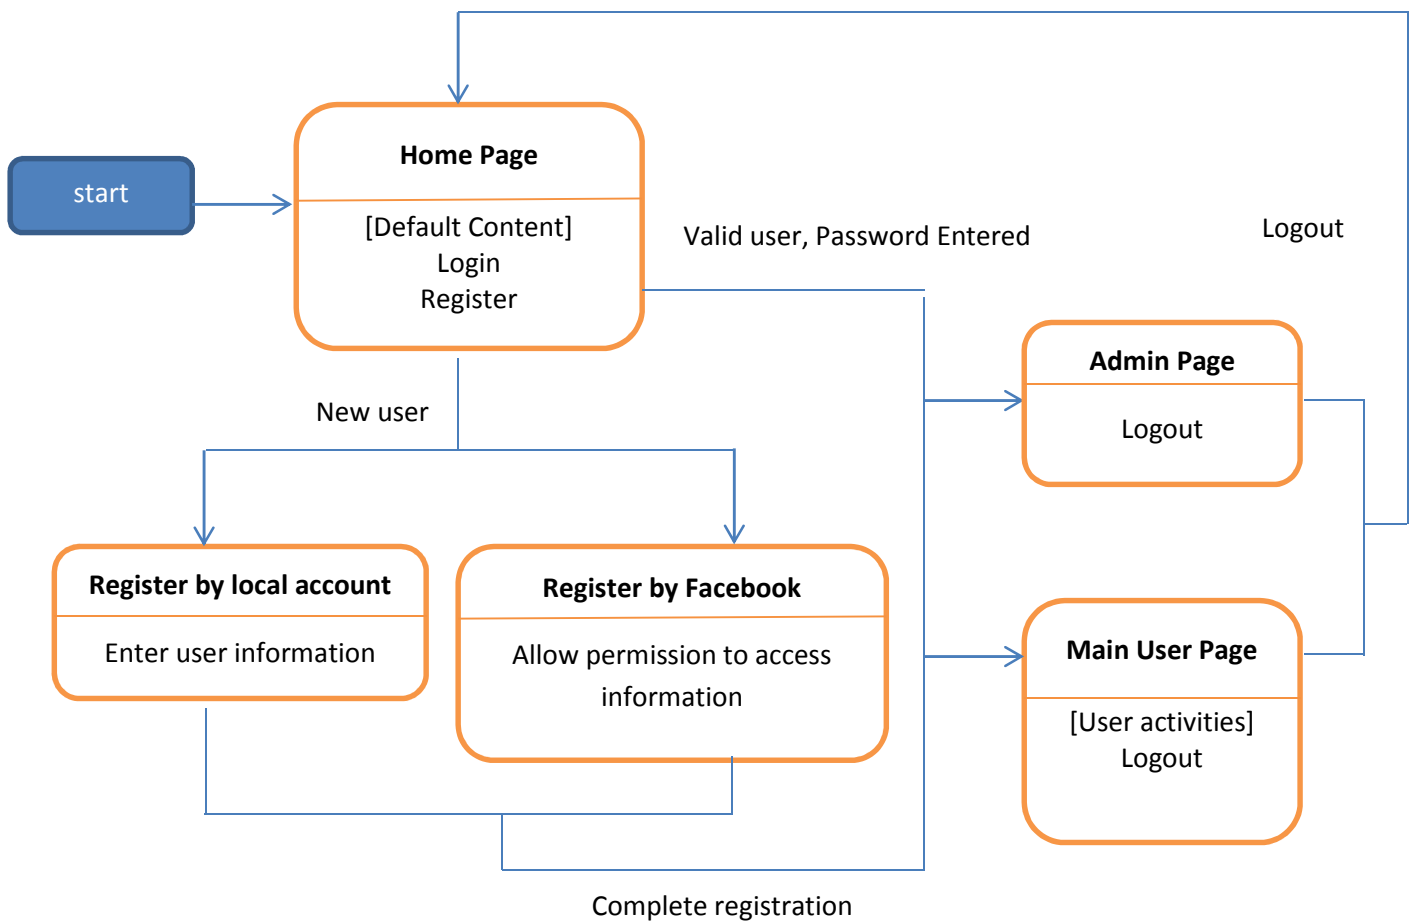 Home Page
start
[Default Content]
Login
Register
Valid user, Password Entered
Logout
Admin Page
Logout
New user
Register by local account
Enter user information
Register by Facebook
Allow permission to access
information
Main User Page
[User activities]
Logout
Complete registration